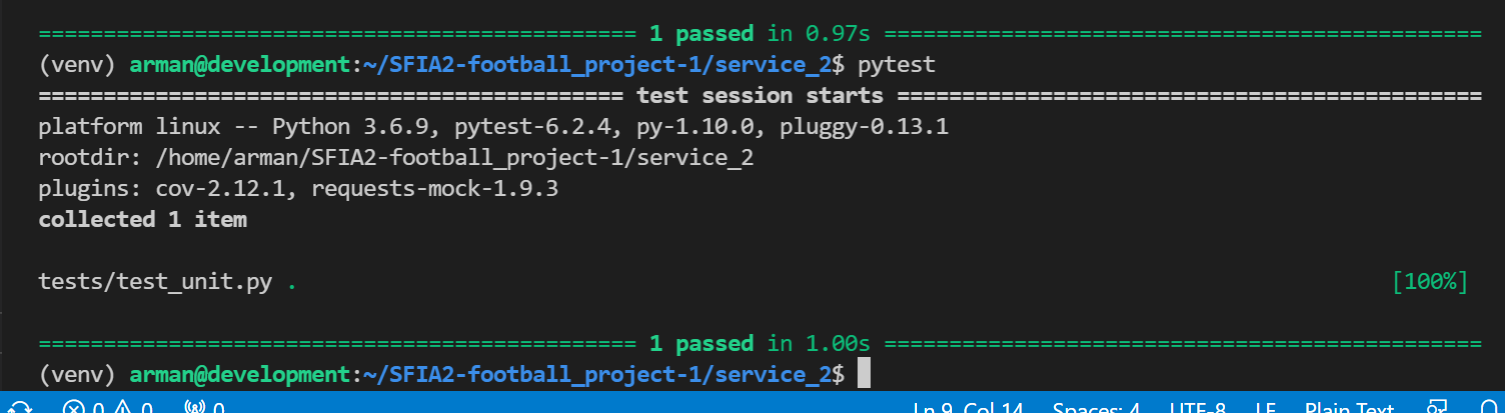 ============================================== 1 passed in 0.97s ==============================================
(venv) arman@development:~/SFIA2-football_project-1/service_2$ pytest
============================================= test session starts =============================================
platform linux -- Python 3.6.9, pytest-6.2.4, py-1.10.0, pluggy-0.13.1
rootdir: /home/arman/SFIA2-football_project-1/service_2
plugins: cov-2.12.1, requests-mock-1.9.3
collected 1 item
tests/test_unit.py . [100%]
============================================== 1 passed in 1.00s ==============================================
(venv) arman@development:~/SFIA2-football_project-1/service_2$
0 0 0 Ln 9, Col 14 Spaces: 4 UTF-8 LF Plain Text